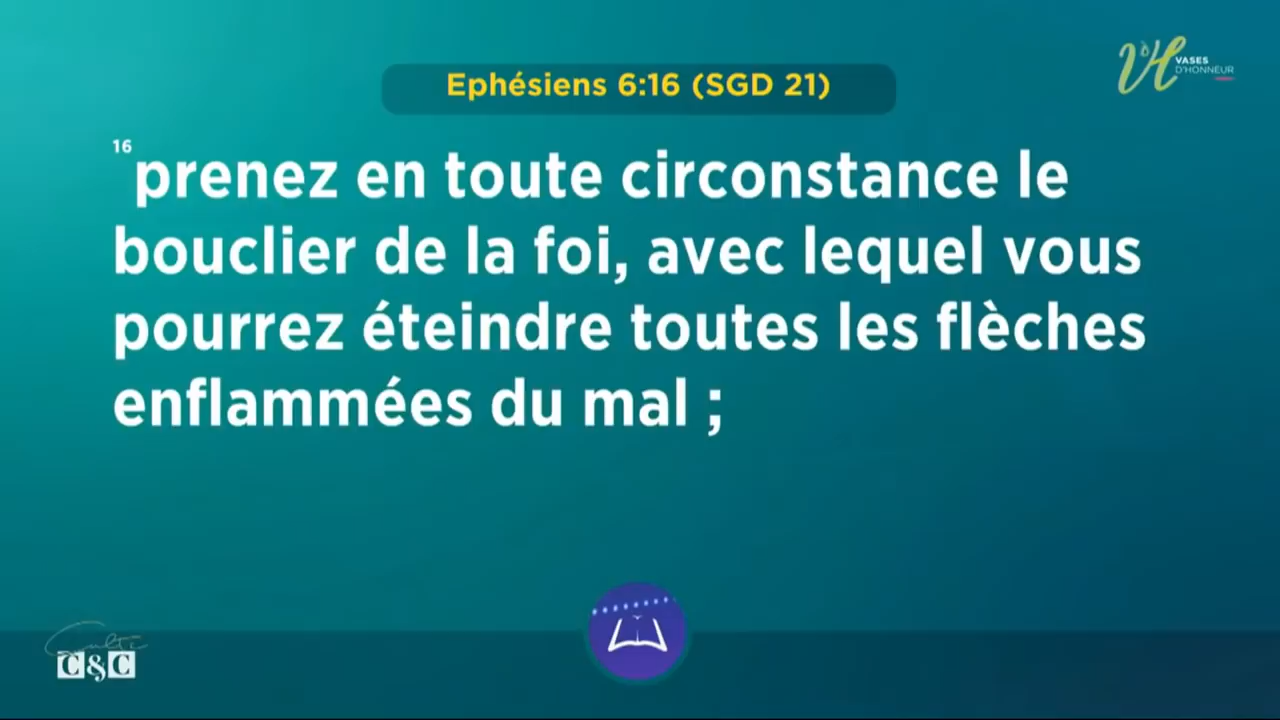 VASES
D'HONNEUR
Ephésiens 6:16 (SGD 21)
16 prenez en toute circonstance le
bouclier de la foi, avec lequel vous
pourrez éteindre toutes les flèches
enflammées du mal ;
Culte
C&C